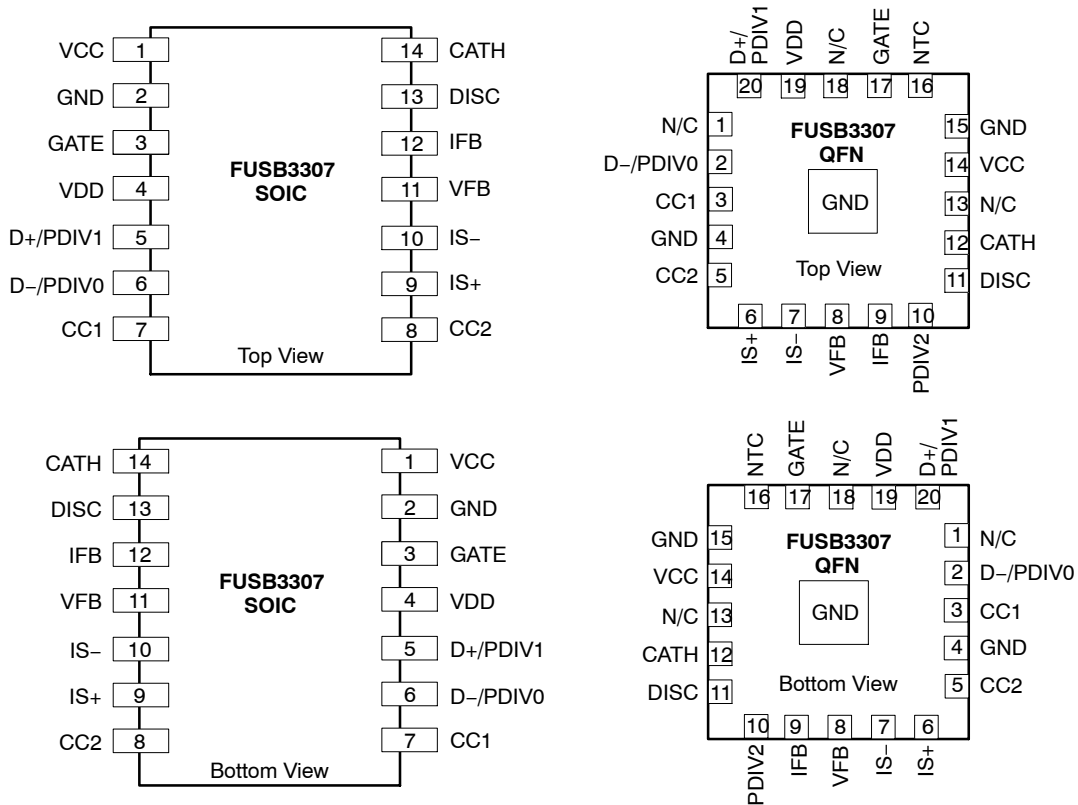 VCC 1
GND 2
GATE 3
VDD 4
D+/PDIV1 5
D−/PDIV0 6
CC1 7
FUSB3307
SOIC
14 CATH
13 DISC
12 IFB
11 VFB
10 IS−
9 IS+
8 CC2
Top View
D+/
PDIV1
VDD
N/C
GATE
NTC
20 19 18 17 16
N/C 1
D−/PDIV0 2
CC1 3
GND 4
CC2 5
FUSB3307
QFN
GND
Top View
15 GND
14 VCC
13 N/C
12 CATH
11 DISC
6 7 8 9 10
IS+
IS−
VFB
IFB
PDIV2
CATH 14
DISC 13
IFB 12
VFB 11
IS− 10
IS+ 9
CC2 8
FUSB3307
SOIC
1 VCC
2 GND
3 GATE
4 VDD
5 D+/PDIV1
6 D−/PDIV0
7 CC1
Bottom View
NTC
GATE
N/C
VDD
D+/
PDIV1
16 17 18 19 20
GND 15
VCC 14
N/C 13
CATH 12
DISC 11
FUSB3307
QFN
GND
Bottom View
1 N/C
2 D−/PDIV0
3 CC1
4 GND
5 CC2
10 9 8 7 6
PDIV2
IFB
VFB
IS−
IS+